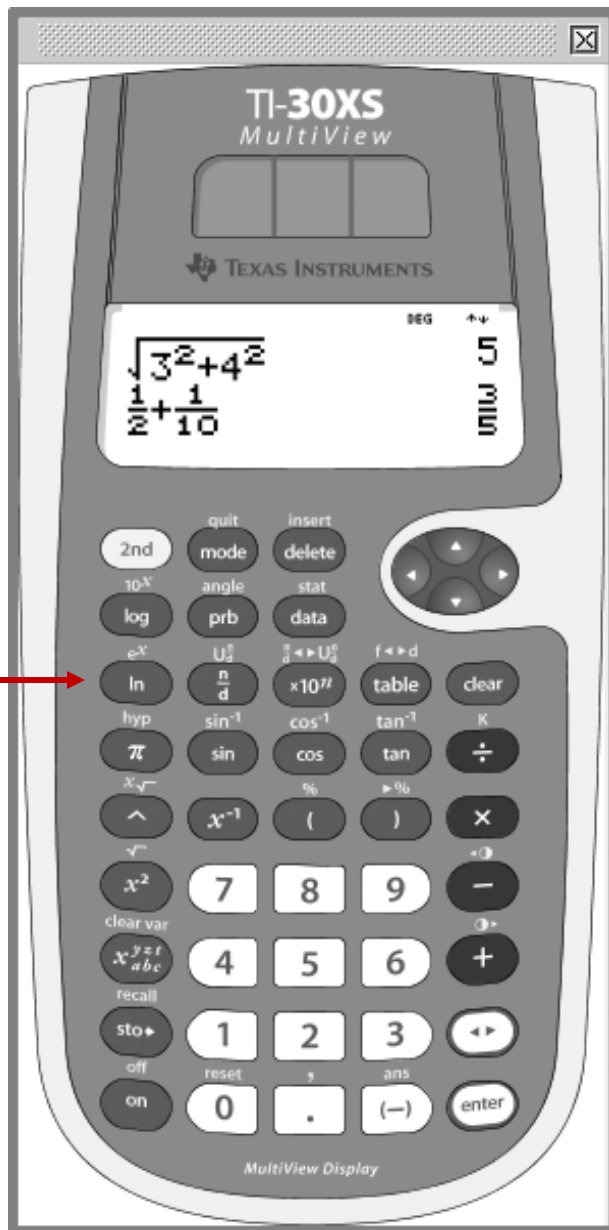 TI-30XS
MultiView
TEXAS INSTRUMENTS
DEG
√3²+4² 5
1/2+1/10 3/5
quit insert
2nd mode delete
10ˣ angle stat
log prb data
eˣ U n/d n/d ◄► U n/d f◄►d
ln n/d ×10ⁿ table clear
hyp sin⁻¹ cos⁻¹ tan⁻¹ K
π sin cos tan ÷
ˣ√ % ►%
^ x⁻¹ ( ) ×
√
x² 7 8 9 −
clear var
x yzt abc 4 5 6 +
recall
sto► 1 2 3 ◄►
off reset , ans
on 0 . (−) enter
MultiView Display